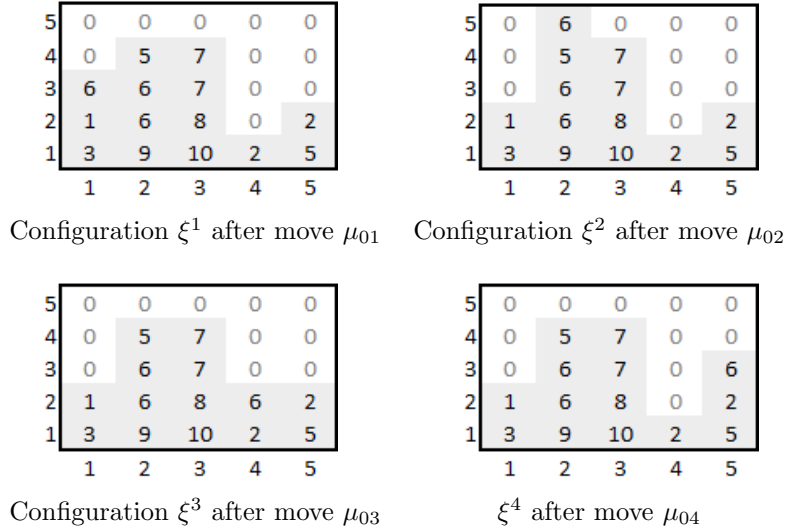 5 0 0 0 0 0
4 0 5 7 0 0
3 6 6 7 0 0
2 1 6 8 0 2
1 3 9 10 2 5
1 2 3 4 5
Configuration ξ¹ after move μ₀₁
5 0 6 0 0 0
4 0 5 7 0 0
3 0 6 7 0 0
2 1 6 8 0 2
1 3 9 10 2 5
1 2 3 4 5
Configuration ξ² after move μ₀₂
5 0 0 0 0 0
4 0 5 7 0 0
3 0 6 7 0 0
2 1 6 8 6 2
1 3 9 10 2 5
1 2 3 4 5
Configuration ξ³ after move μ₀₃
5 0 0 0 0 0
4 0 5 7 0 0
3 0 6 7 0 6
2 1 6 8 0 2
1 3 9 10 2 5
1 2 3 4 5
ξ⁴ after move μ₀₄